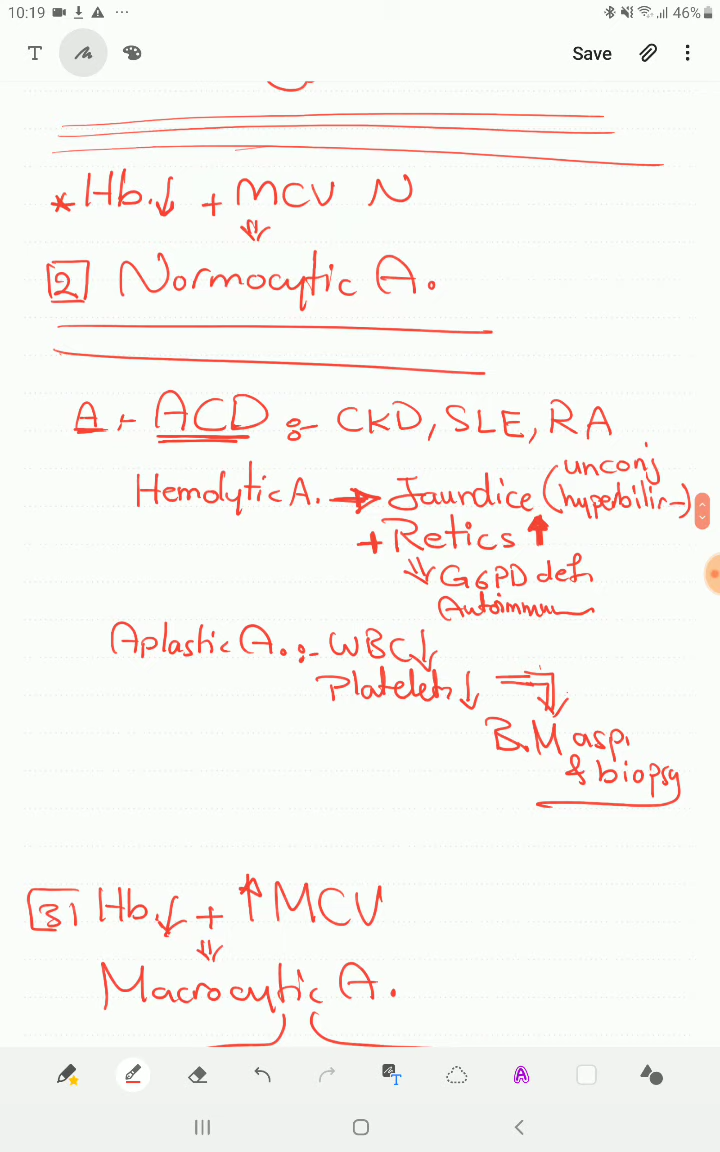 10:19
46%
T
Save
* Hb. ↓ + MCV N
⇓
2 Normocytic A.
A :- ACD :- CKD, SLE, RA
Hemolytic A. → Jaundice (unconj
hyperbilir-)
+ Retics ↑
⇓ G6PD def
Autoimmun
Aplastic A. :- WBC ↓
Platelets ↓
B.M aspi
& biopsy
3 Hb ↓ + ↑ MCV
⇓
Macrocytic A.
T
A